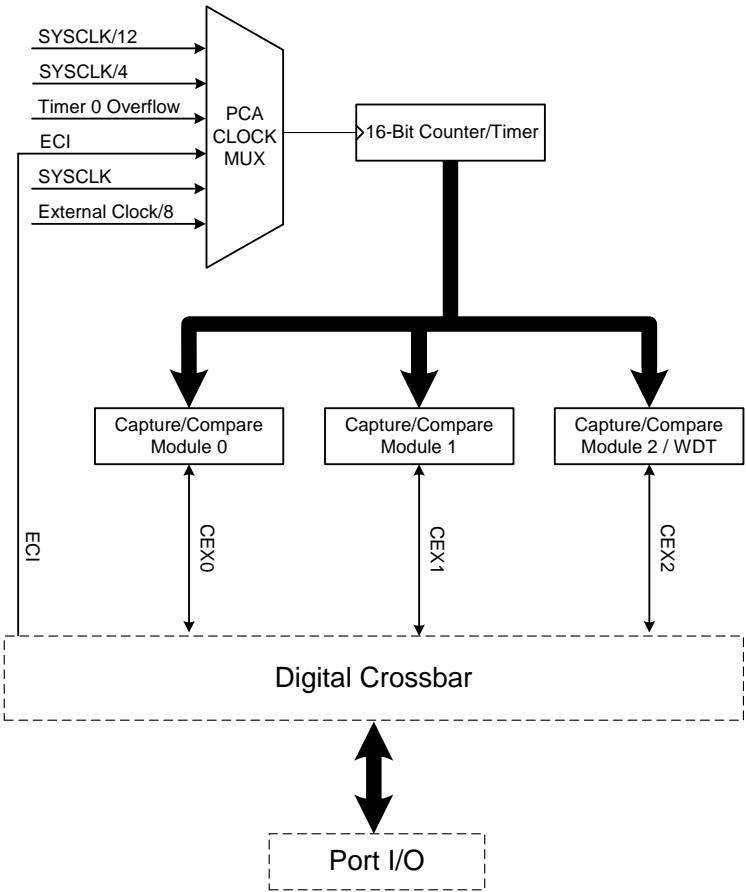 SYSCLK/12
SYSCLK/4
Timer 0 Overflow
ECI
SYSCLK
External Clock/8
PCA
CLOCK
MUX
16-Bit Counter/Timer
Capture/Compare
Module 0
Capture/Compare
Module 1
Capture/Compare
Module 2 / WDT
ECI
CEX0
CEX1
CEX2
Digital Crossbar
Port I/O